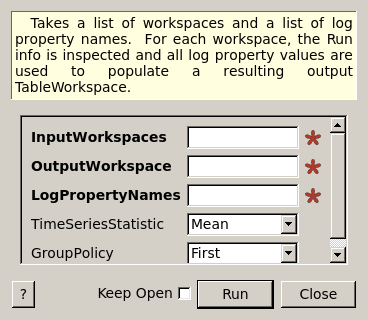 Takes a list of workspaces and a list of log
property names. For each workspace, the Run
info is inspected and all log property values are
used to populate a resulting output
TableWorkspace.
InputWorkspaces
OutputWorkspace
LogPropertyNames
TimeSeriesStatistic Mean
GroupPolicy First
? Keep Open Run Close